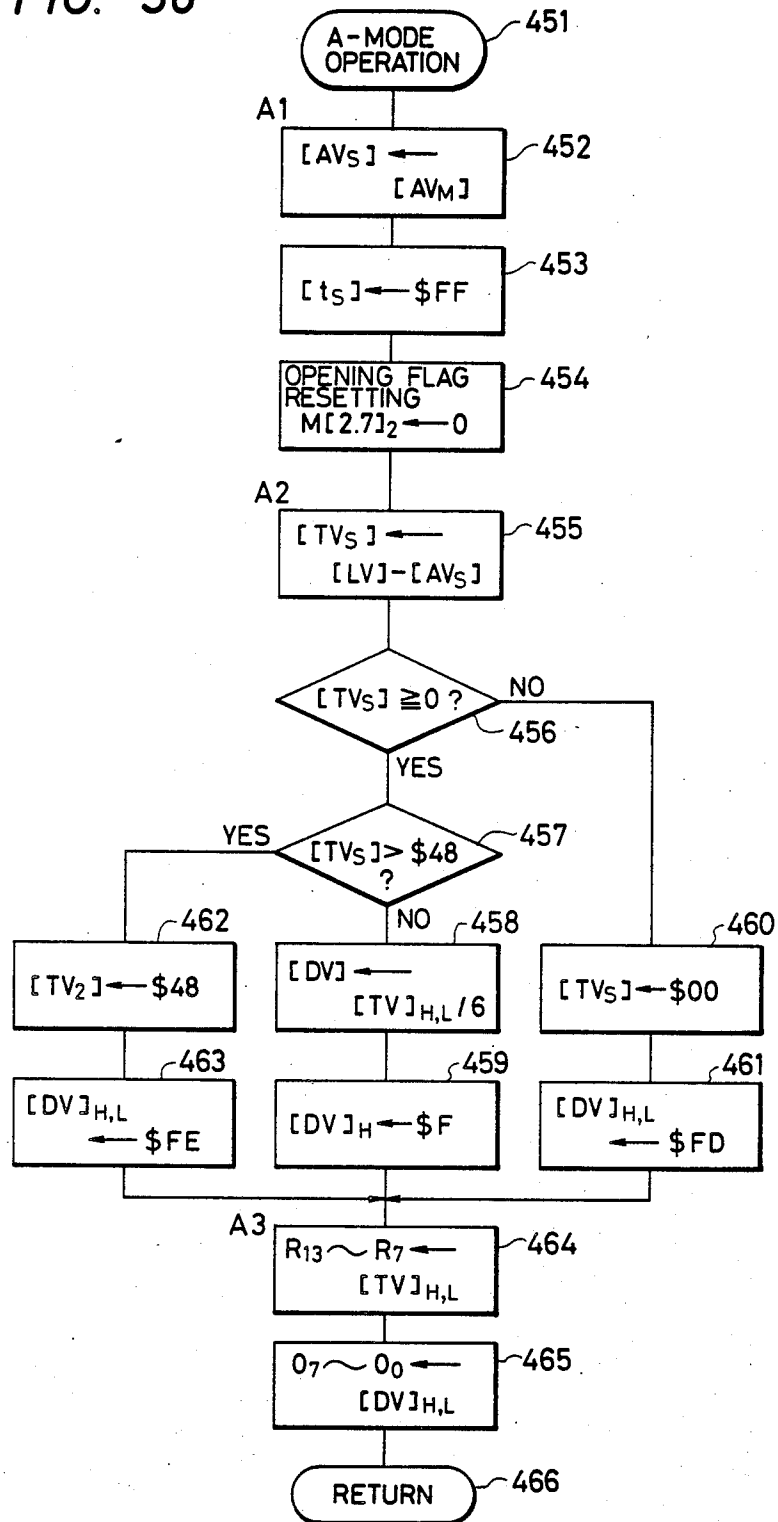 FIG. 30
A-MODE
OPERATION
451
A1
[AVS] ←
[AVM]
452
[tS] ← $FF
453
OPENING FLAG
RESETTING
M[2.7]2 ← 0
454
A2
[TVS] ←
[LV]-[AVS]
455
[TVS] ≧0 ?
NO
456
YES
YES
[TVS] > $48
?
457
NO
462
[TV2] ← $48
458
[DV] ←
[TV]H,L/6
460
[TVS] ← $00
463
[DV]H,L
← $FE
459
[DV]H ← $F
461
[DV]H,L
← $FD
A3
R13～R7 ←
[TV]H,L
464
O7～O0 ←
[DV]H,L
465
RETURN
466